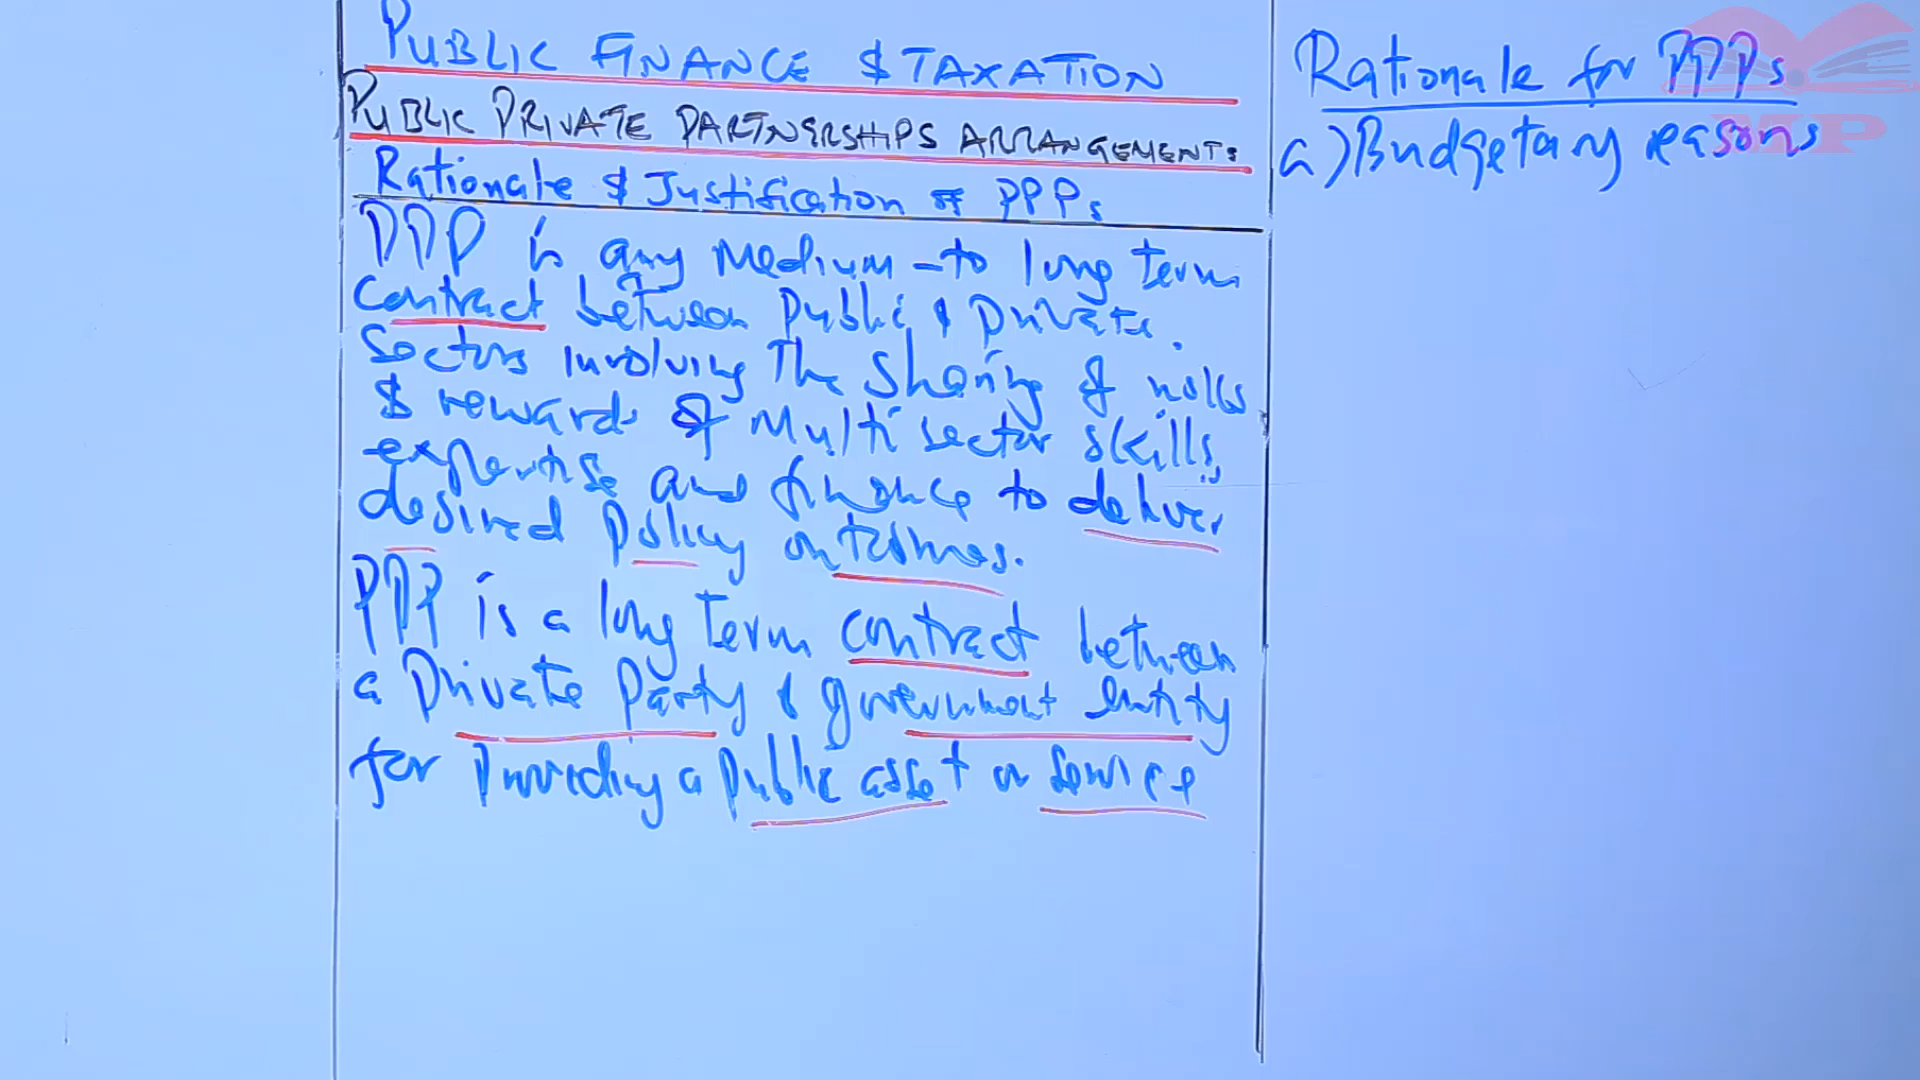 PUBLIC FINANCE & TAXATION
PUBLIC PRIVATE PARTNERSHIPS ARRANGEMENTS
Rationale & Justification of PPPs
PPP is any medium-to long term
contract between public & private
sectors involving the sharing of risks
& rewards of multi sector skills,
expertise and finance to deliver
desired policy outcomes.
PPP is a long term contract between
a private party & government entity
for providing a public asset or service
Rationale for PPPs
a) Budgetary reasons
MP